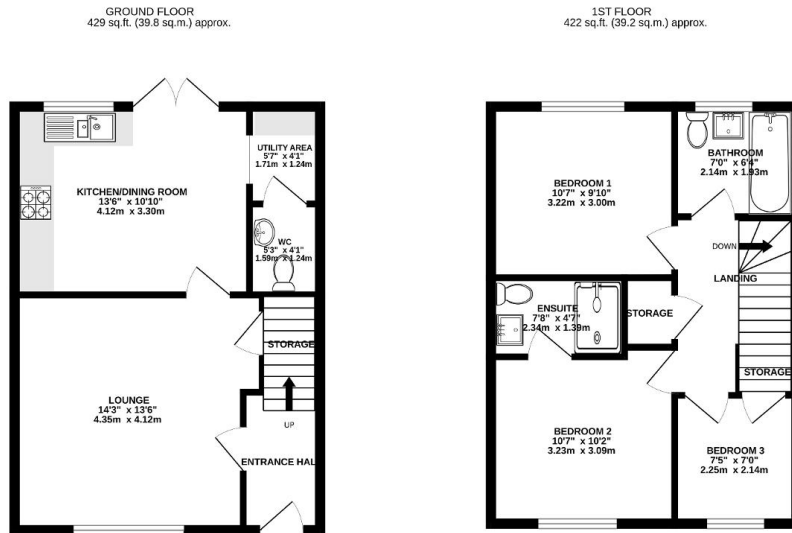 GROUND FLOOR
429 sq.ft. (39.8 sq.m.) approx.
UTILITY AREA
5'7" x 4'1"
1.71m x 1.24m
KITCHEN/DINING ROOM
13'6" x 10'10"
4.12m x 3.30m
WC
5'3" x 4'1"
1.59m x 1.24m
STORAGE
LOUNGE
14'3" x 13'6"
4.35m x 4.12m
UP
ENTRANCE HALL
1ST FLOOR
422 sq.ft. (39.2 sq.m.) approx.
BEDROOM 1
10'7" x 9'10"
3.22m x 3.00m
BATHROOM
7'0" x 6'4"
2.14m x 1.93m
DOWN
LANDING
ENSUITE
7'8" x 4'7"
2.34m x 1.39m
STORAGE
STORAGE
BEDROOM 2
10'7" x 10'2"
3.23m x 3.09m
BEDROOM 3
7'5" x 7'0"
2.25m x 2.14m